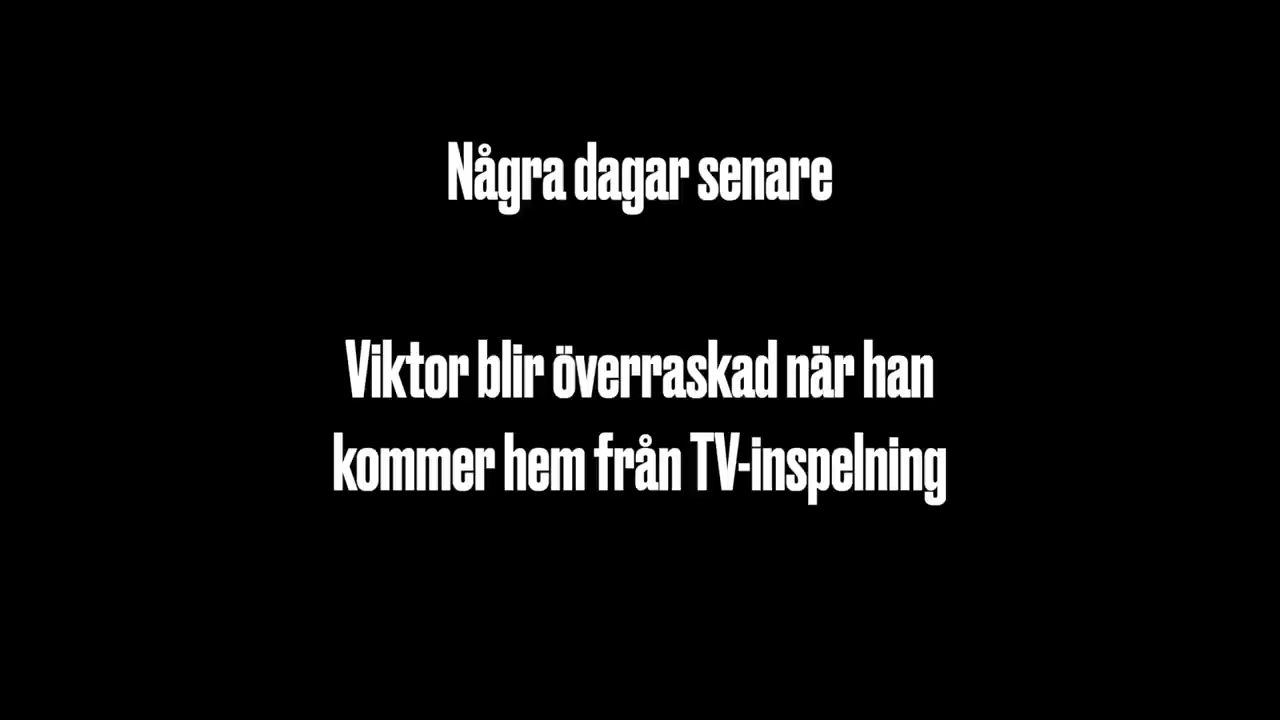 Några dagar senare
Viktor blir överraskad när han
kommer hem från TV-inspelning